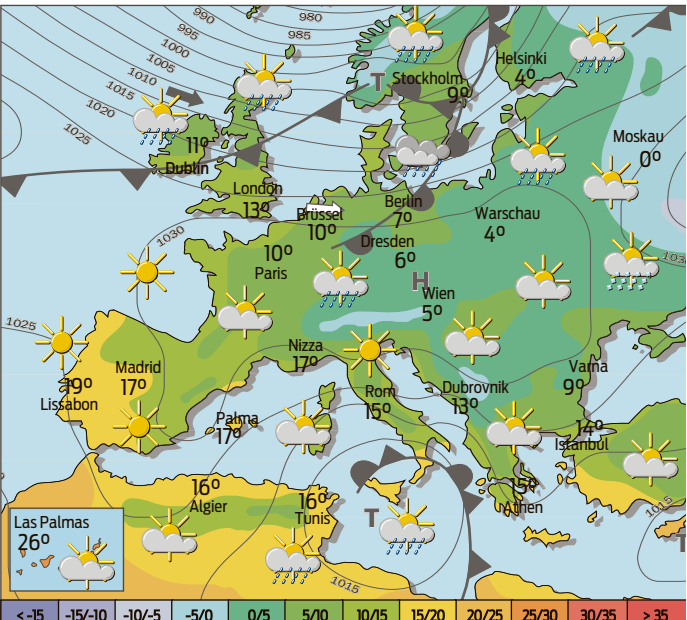 990
980
995
985
1000
1005
1010
1015
1020
1025
T
Stockholm
9º
Helsinki
4º
Moskau
0º
11º
Dublin
London
13º
Brüssel
10º
Berlin
7º
Dresden
6º
Warschau
4º
1030
10º
Paris
H
Wien
5º
1030
1025
19º
Lissabon
Madrid
17º
Nizza
17º
Rom
15º
Dubrovnik
13º
Varna
9º
14º
Istanbul
Palma
17º
16º
Algier
16º
Tunis
T
15º
Athen
1015
T
Las Palmas
26º
1015
< -15 -15/-10 -10/-5 -5/0 0/5 5/10 10/15 15/20 20/25 25/30 30/35 > 35